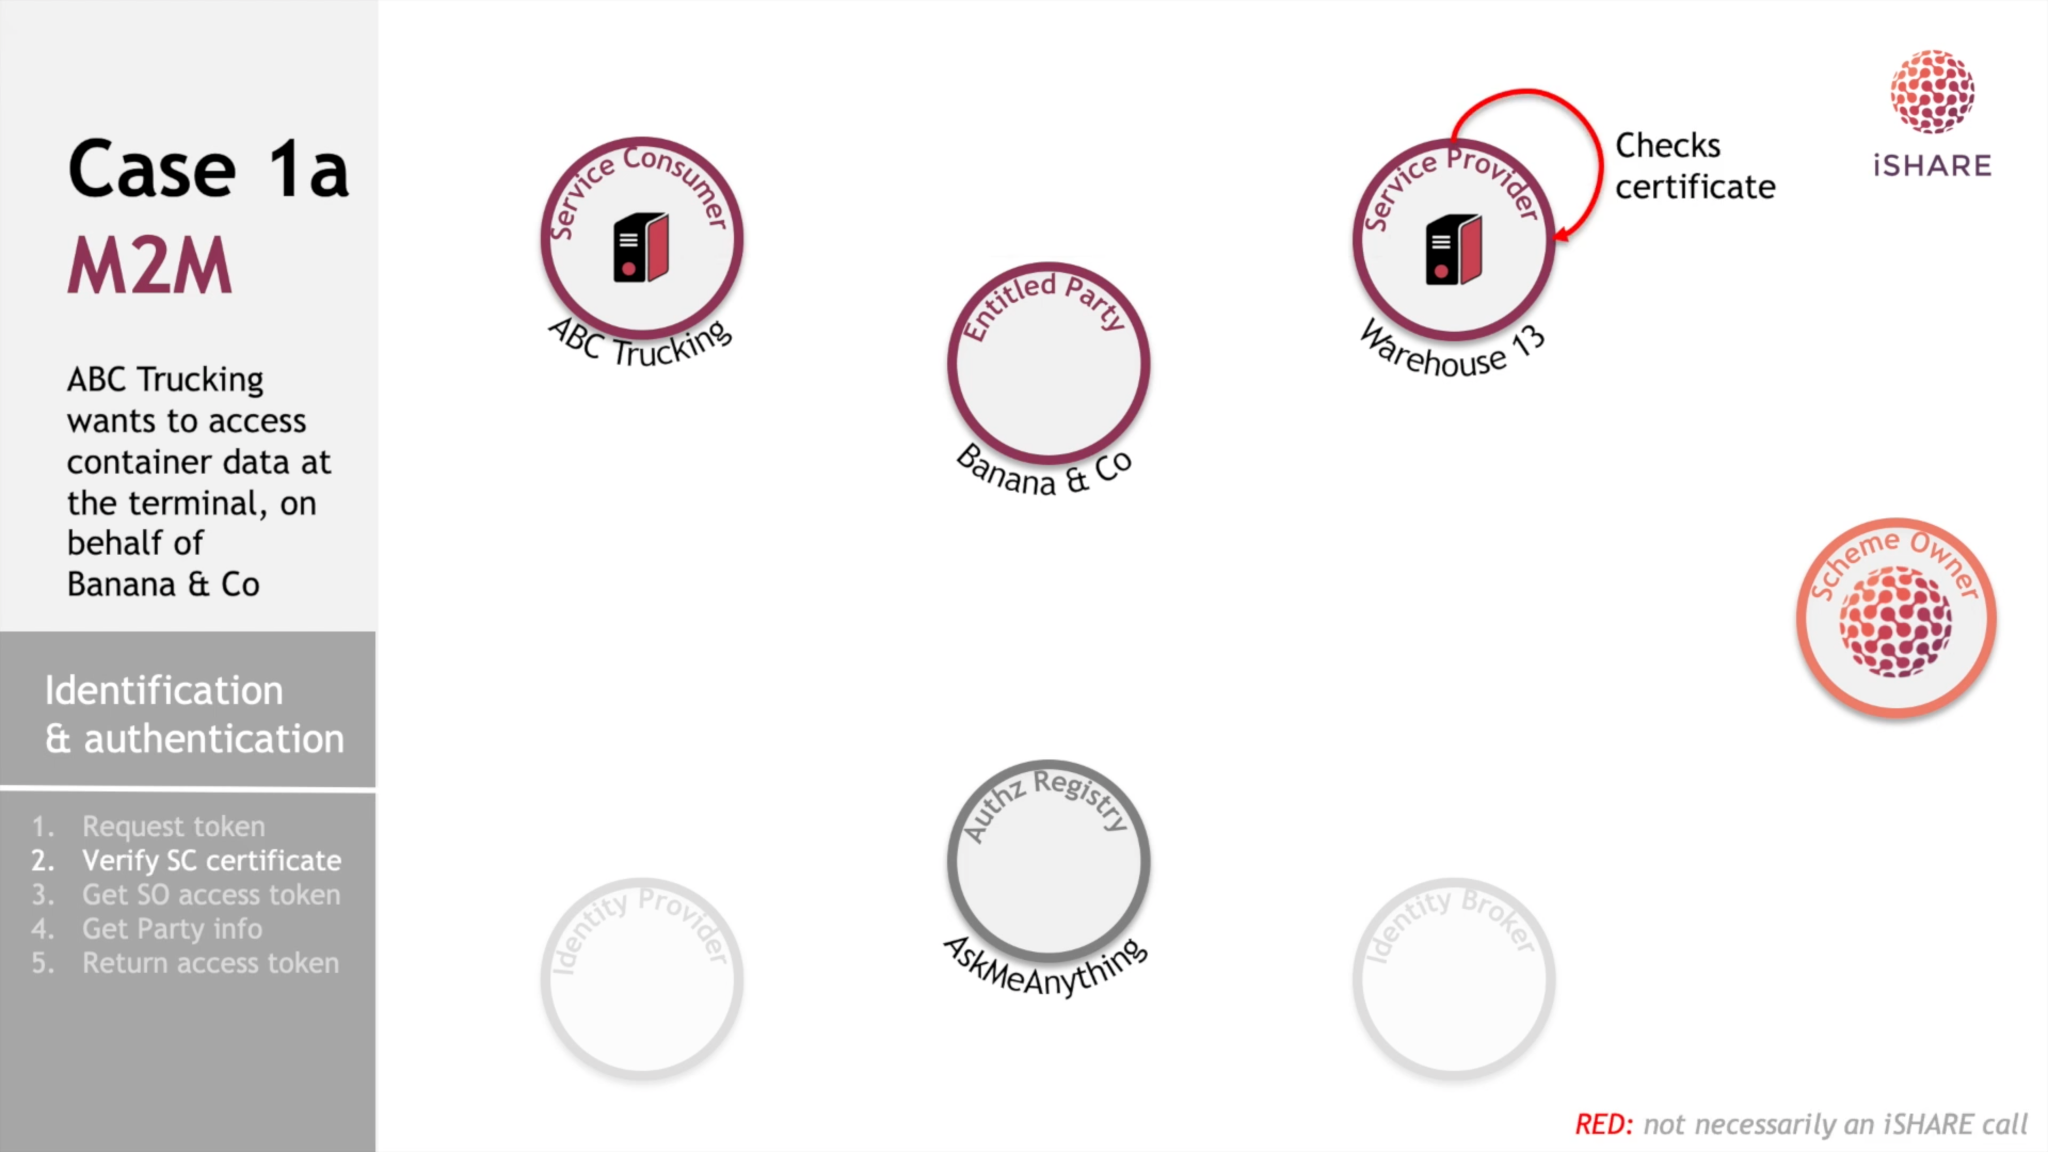 Case 1a
M2M
ABC Trucking
wants to access
container data at
the terminal, on
behalf of
Banana & Co
Identification
& authentication
1. Request token
2. Verify SC certificate
3. Get SO access token
4. Get Party info
5. Return access token
Service Consumer
ABC Trucking
Entitled Party
Banana & Co
Service Provider
Warehouse 13
Checks
certificate
iSHARE
Scheme Owner
Authz Registry
AskMeAnything
Identity Provider
Identity Broker
RED: not necessarily an iSHARE call